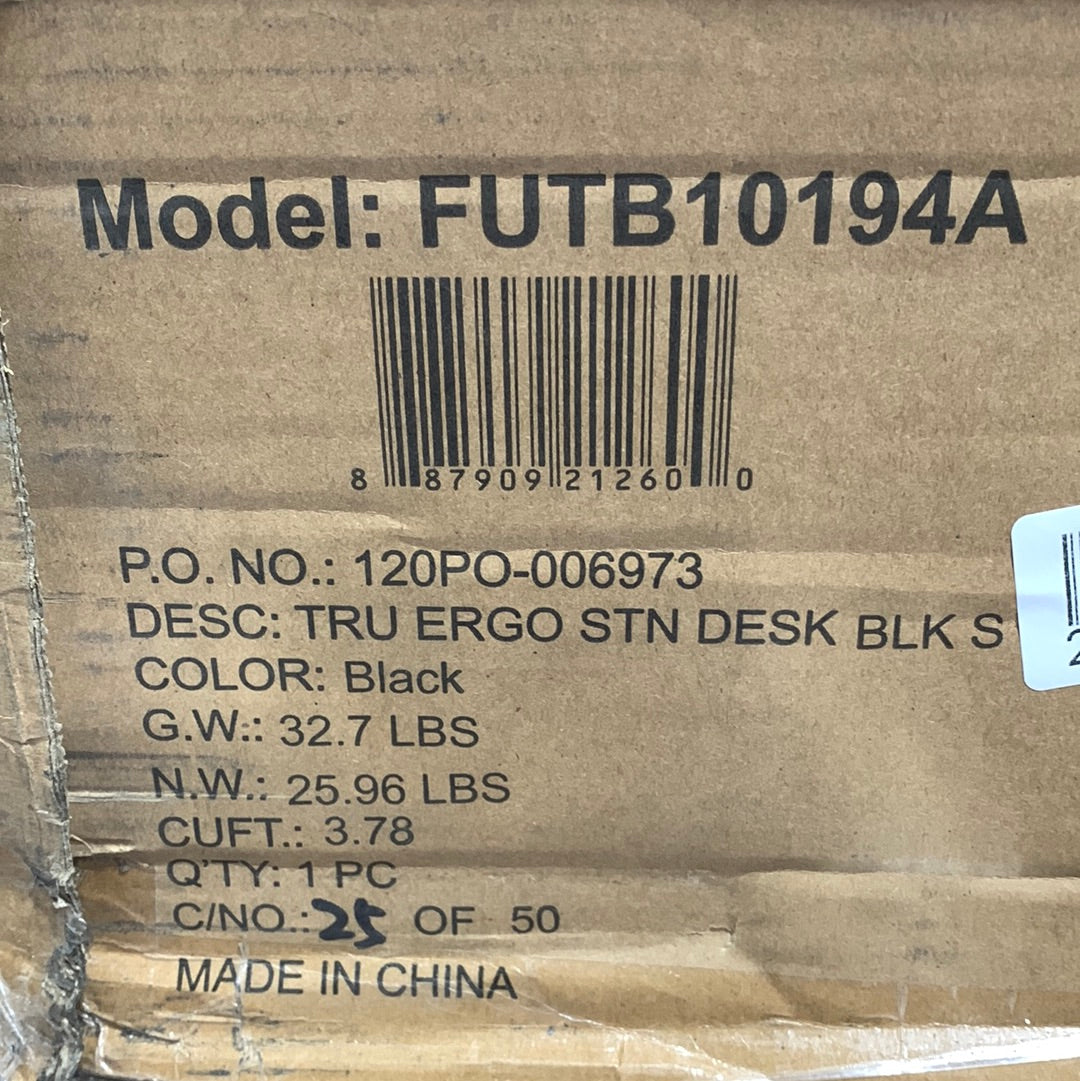 Model: FUTB10194A
8 87909 21260 0
P.O. NO.: 120PO-006973
DESC: TRU ERGO STN DESK BLK S
COLOR: Black
G.W.: 32.7 LBS
N.W.: 25.96 LBS
CUFT.: 3.78
Q'TY: 1 PC
C/NO.: 25 OF 50
MADE IN CHINA